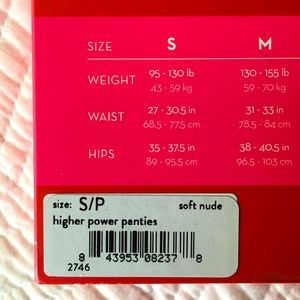 SIZE S M
WEIGHT 95 - 130 lb 130 - 155 lb
43 - 59 kg 59 - 70 kg
WAIST 27 - 30.5 in 31 - 33 in
68.5 - 77.5 cm 78.5 - 84 cm
HIPS 35 - 37.5 in 38 - 40.5 in
89 - 95.5 cm 96.5 - 103 cm
size: S/P soft nude
higher power panties
8 43953 08237 8
2746